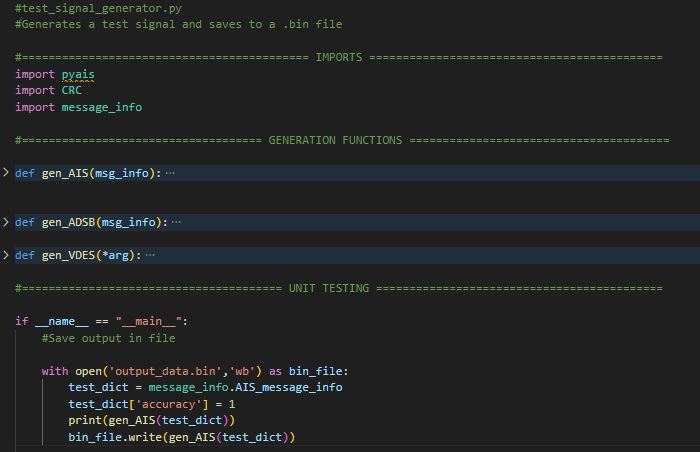 #test_signal_generator.py
#Generates a test signal and saves to a .bin file
#=========================================== IMPORTS ============================================
import pyais
import CRC
import message_info
#==================================== GENERATION FUNCTIONS =======================================
def gen_AIS(msg_info): ...
def gen_ADSB(msg_info): ...
def gen_VDES(*arg): ...
#======================================= UNIT TESTING ===========================================
if __name__ == "__main__":
#Save output in file
with open('output_data.bin','wb') as bin_file:
test_dict = message_info.AIS_message_info
test_dict['accuracy'] = 1
print(gen_AIS(test_dict))
bin_file.write(gen_AIS(test_dict))